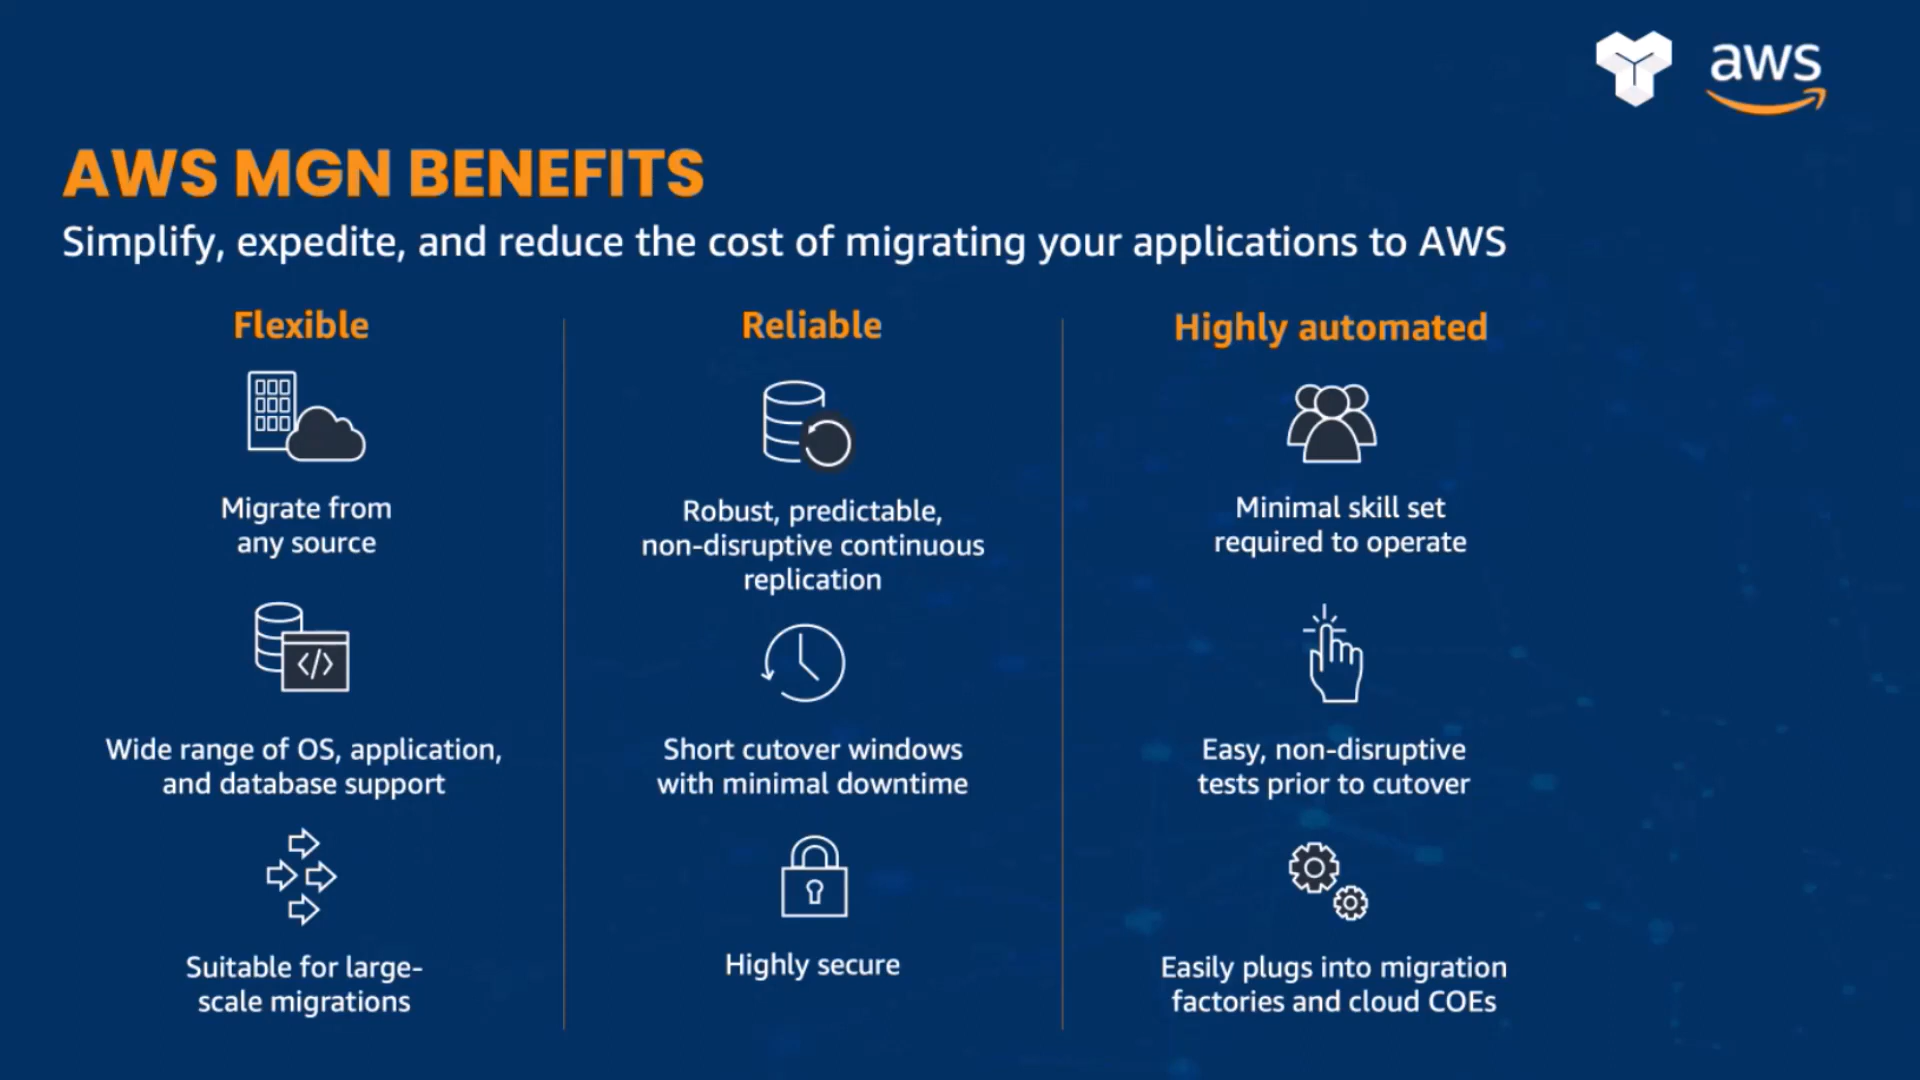 aws
AWS MGN BENEFITS
Simplify, expedite, and reduce the cost of migrating your applications to AWS
Flexible
Migrate from
any source
</>
Wide range of OS, application,
and database support
Suitable for large-
scale migrations
Reliable
Robust, predictable,
non-disruptive continuous
replication
Short cutover windows
with minimal downtime
Highly secure
Highly automated
Minimal skill set
required to operate
Easy, non-disruptive
tests prior to cutover
Easily plugs into migration
factories and cloud COEs